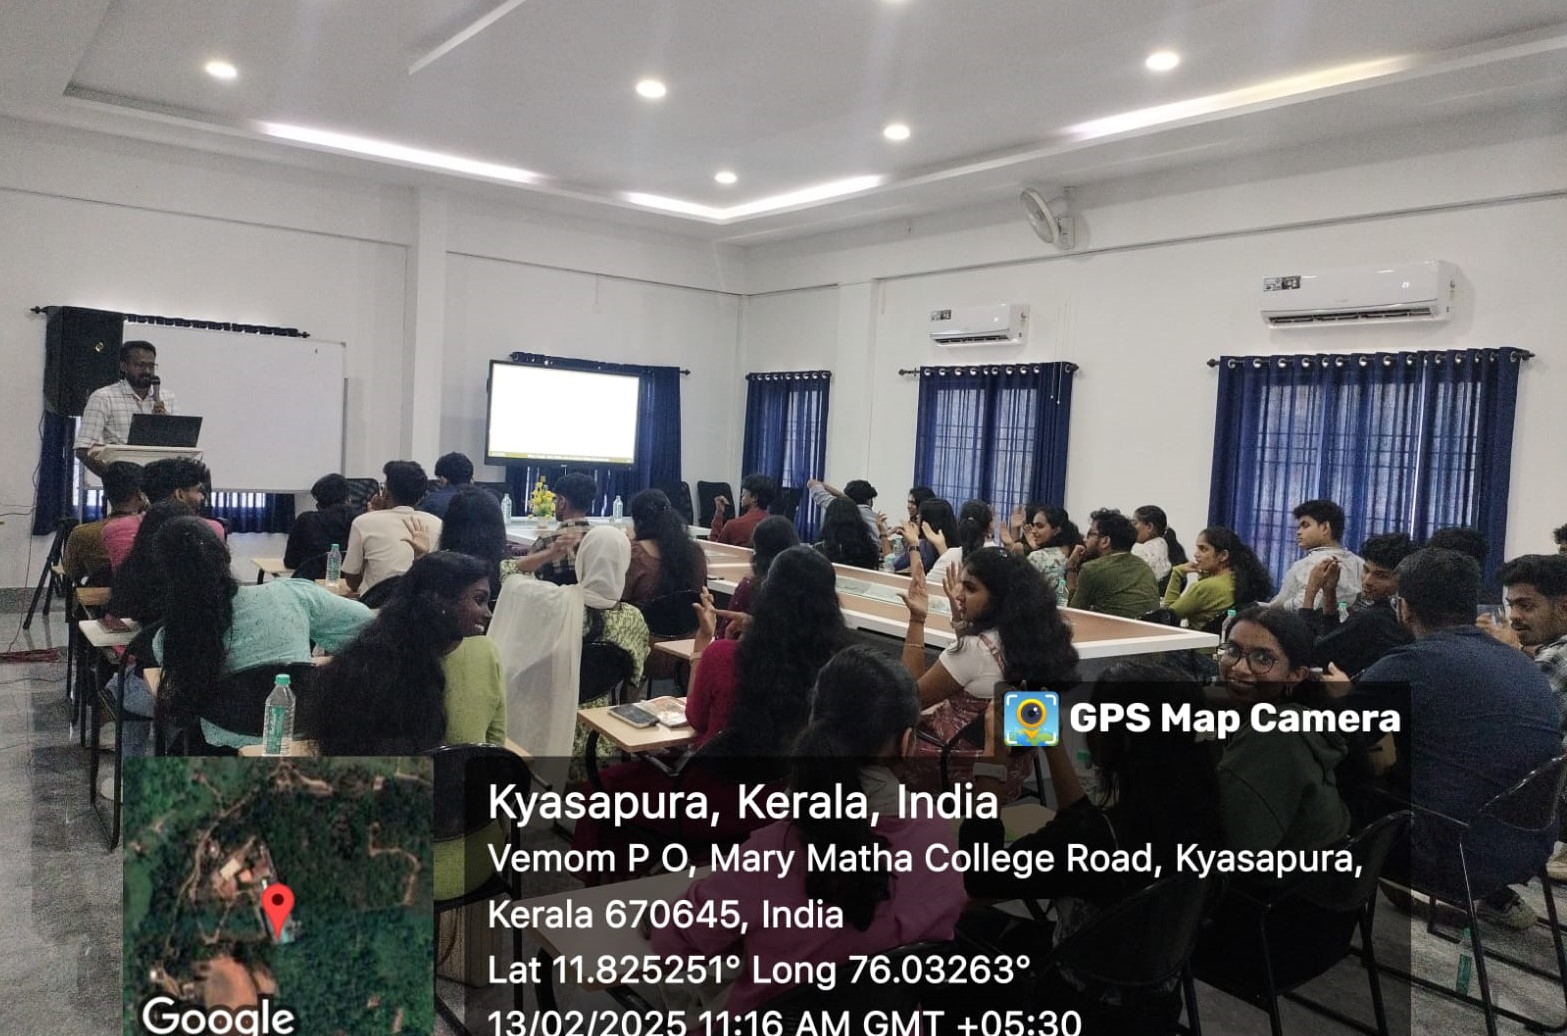 GPS Map Camera
Kyasapura, Kerala, India
Vemom P O, Mary Matha College Road, Kyasapura,
Kerala 670645, India
Lat 11.825251° Long 76.03263°
13/02/2025 11:16 AM GMT +05:30
Google